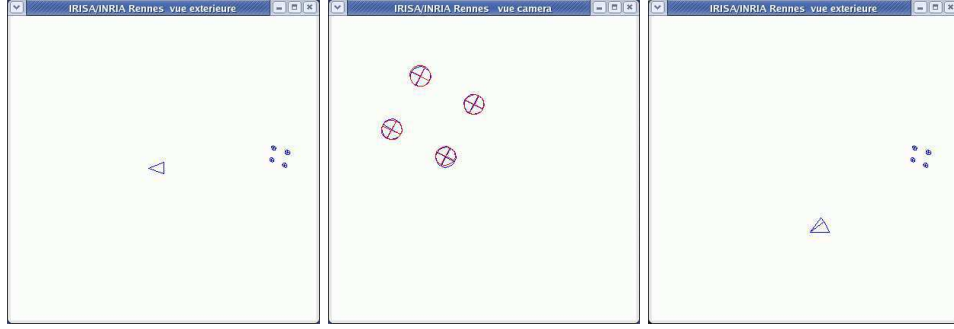 IRISA/INRIA Rennes vue exterieure
IRISA/INRIA Rennes vue camera
IRISA/INRIA Rennes vue exterieure